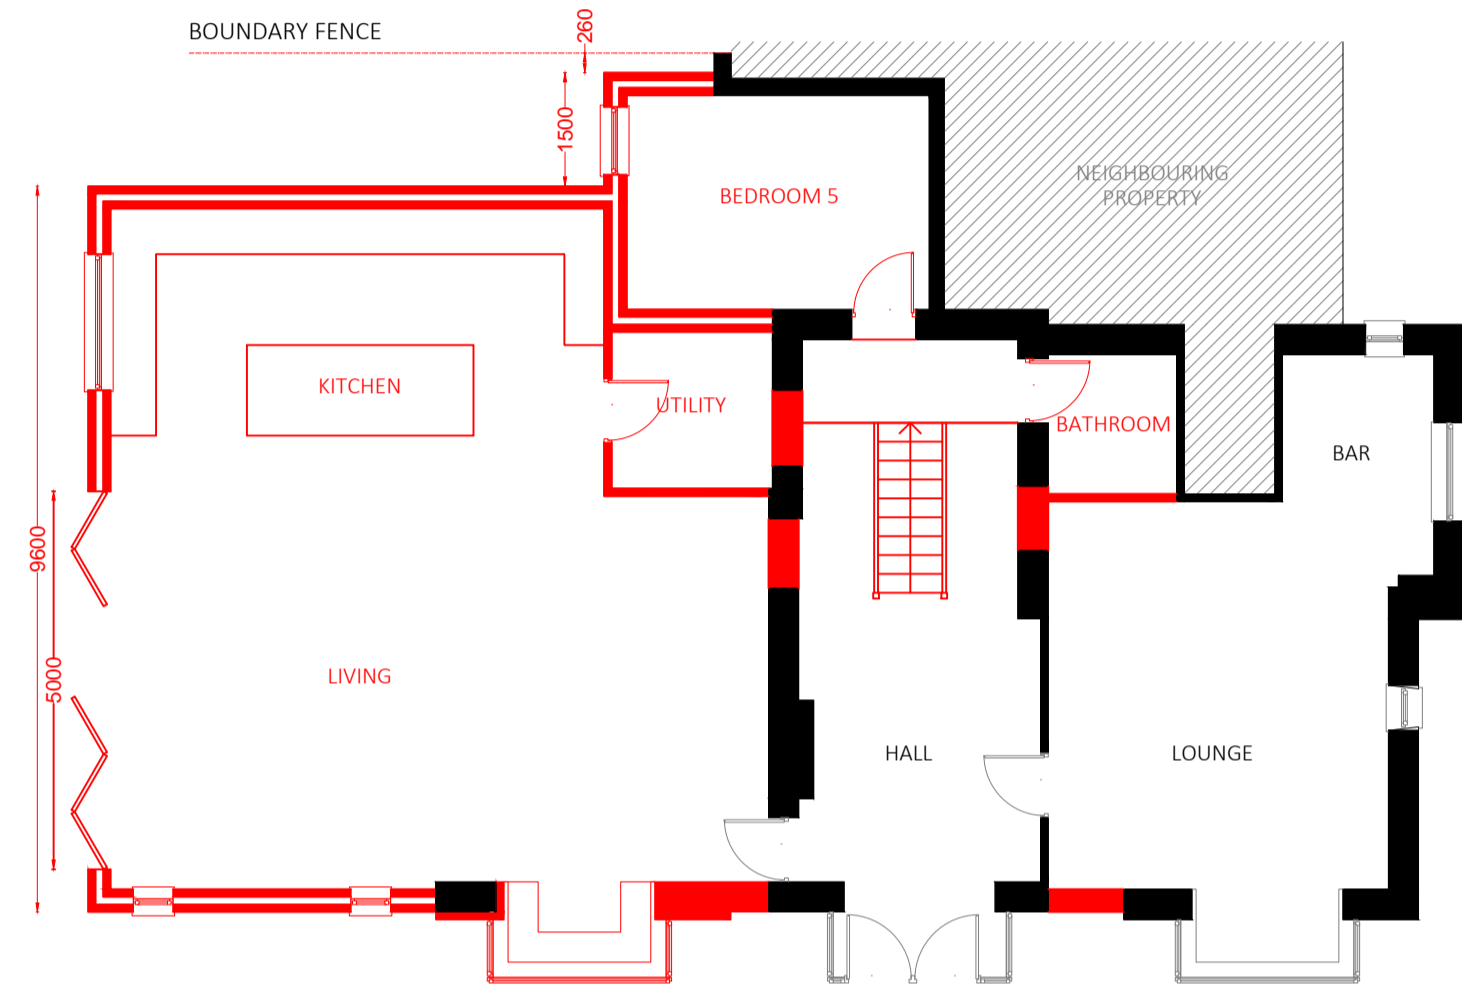 BOUNDARY FENCE
260
1500
NEIGHBOURING
PROPERTY
BEDROOM 5
KITCHEN
UTILITY
BATHROOM
BAR
9600
5000
LIVING
HALL
LOUNGE